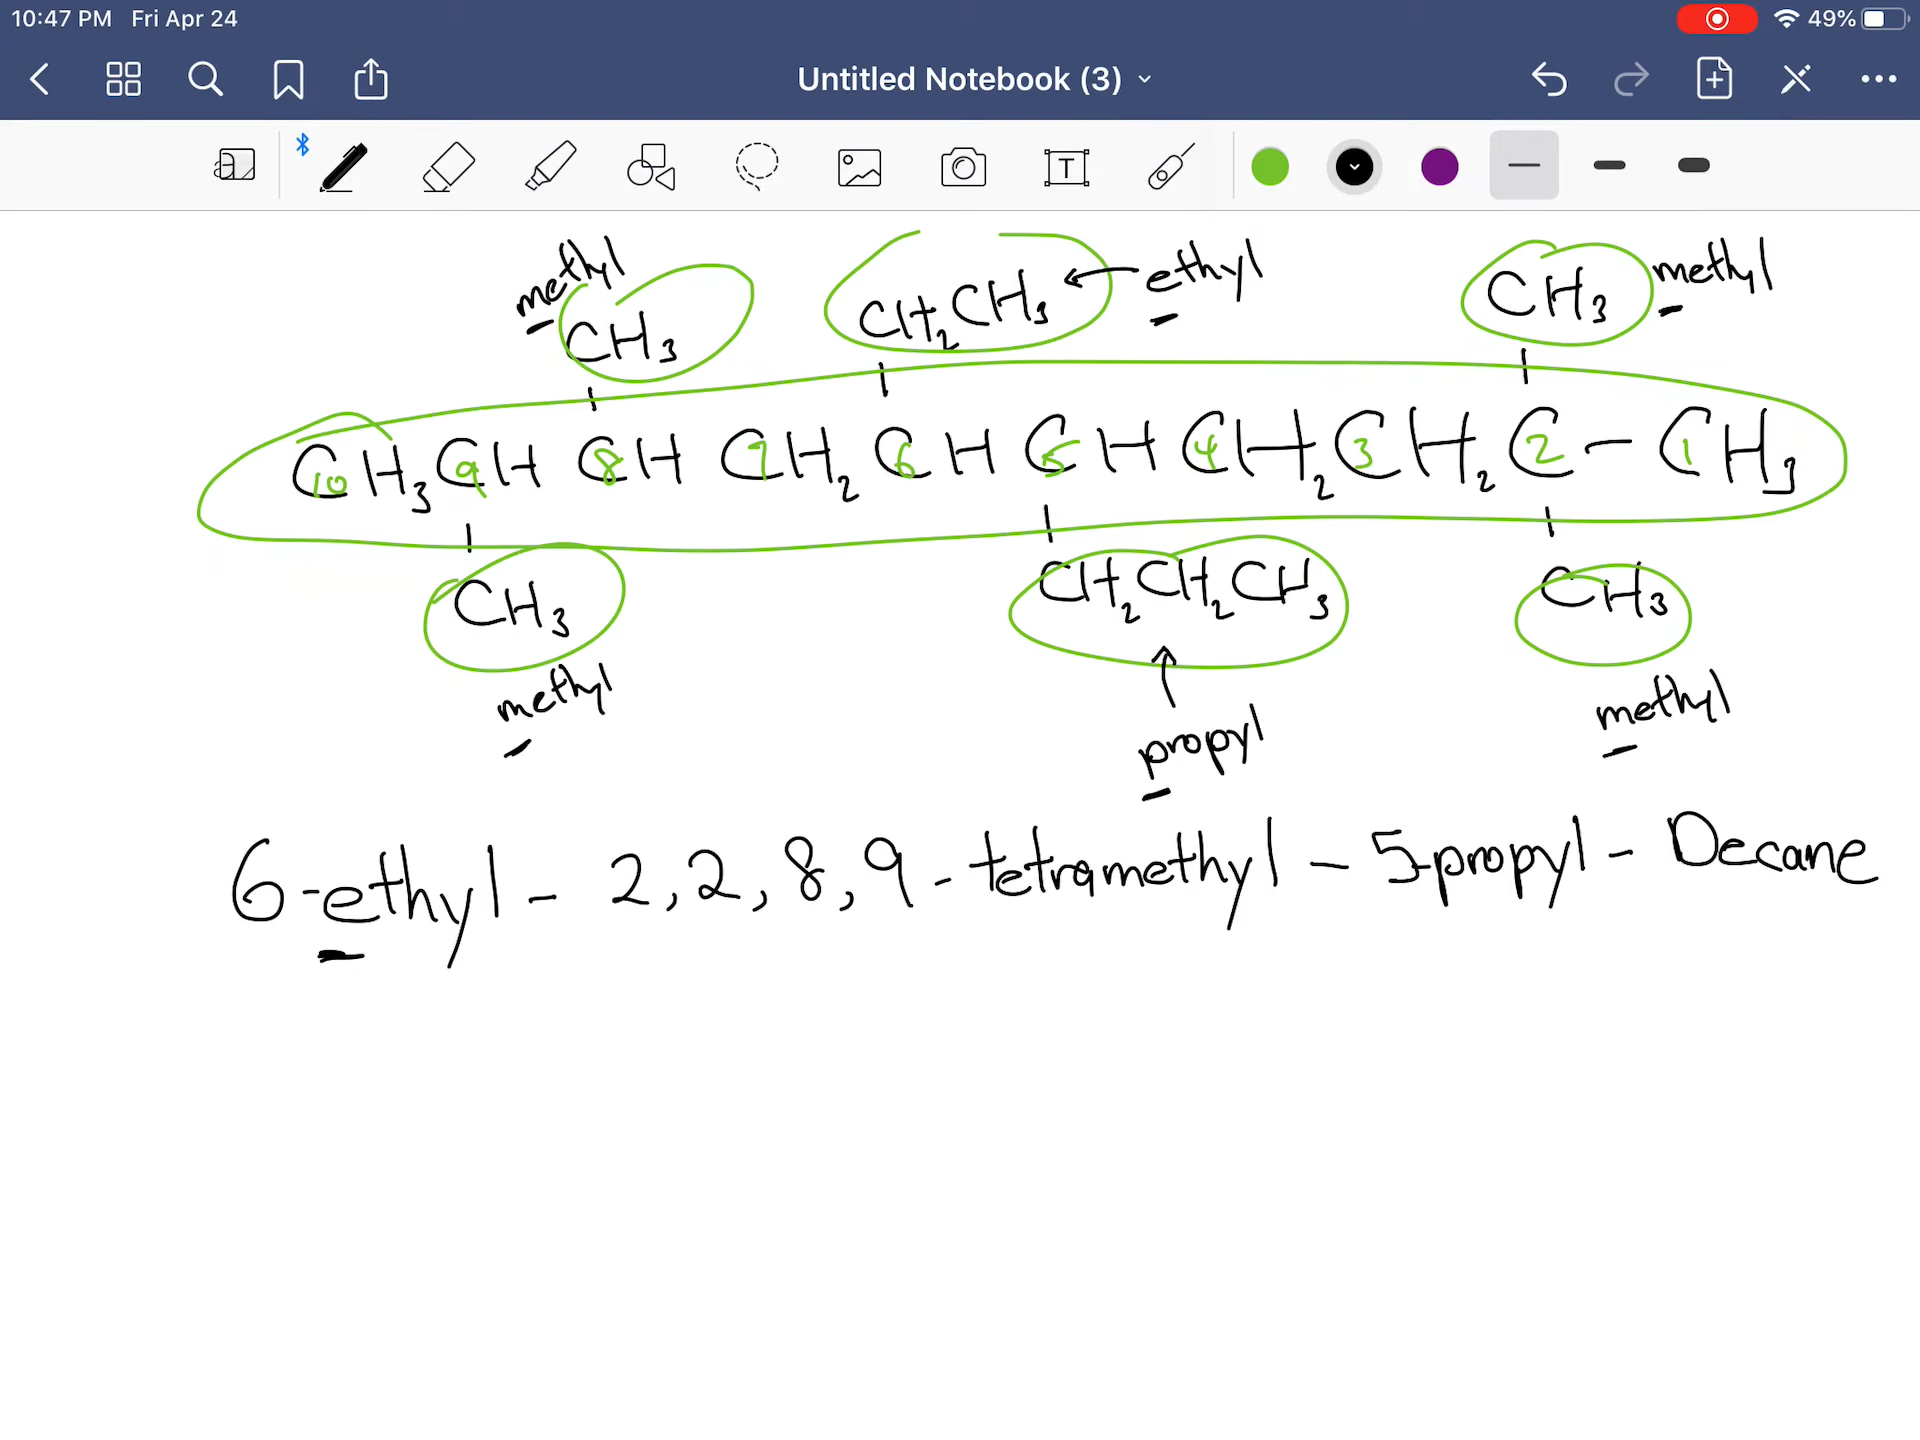 10:47 PM Fri Apr 24
49%
Untitled Notebook (3)
T
methyl
CH₃
CH₂CH₃ ← ethyl
CH₃ methyl
CH₃CH CH CH₂ CH CH CH₂CH₂C-CH₃
10 9 8 7 6 5 4 3 2 1
CH₃
CH₂CH₂CH₃
CH₃
methyl
propyl
methyl
6-ethyl- 2,2,8,9-tetramethyl-5-propyl-Decane